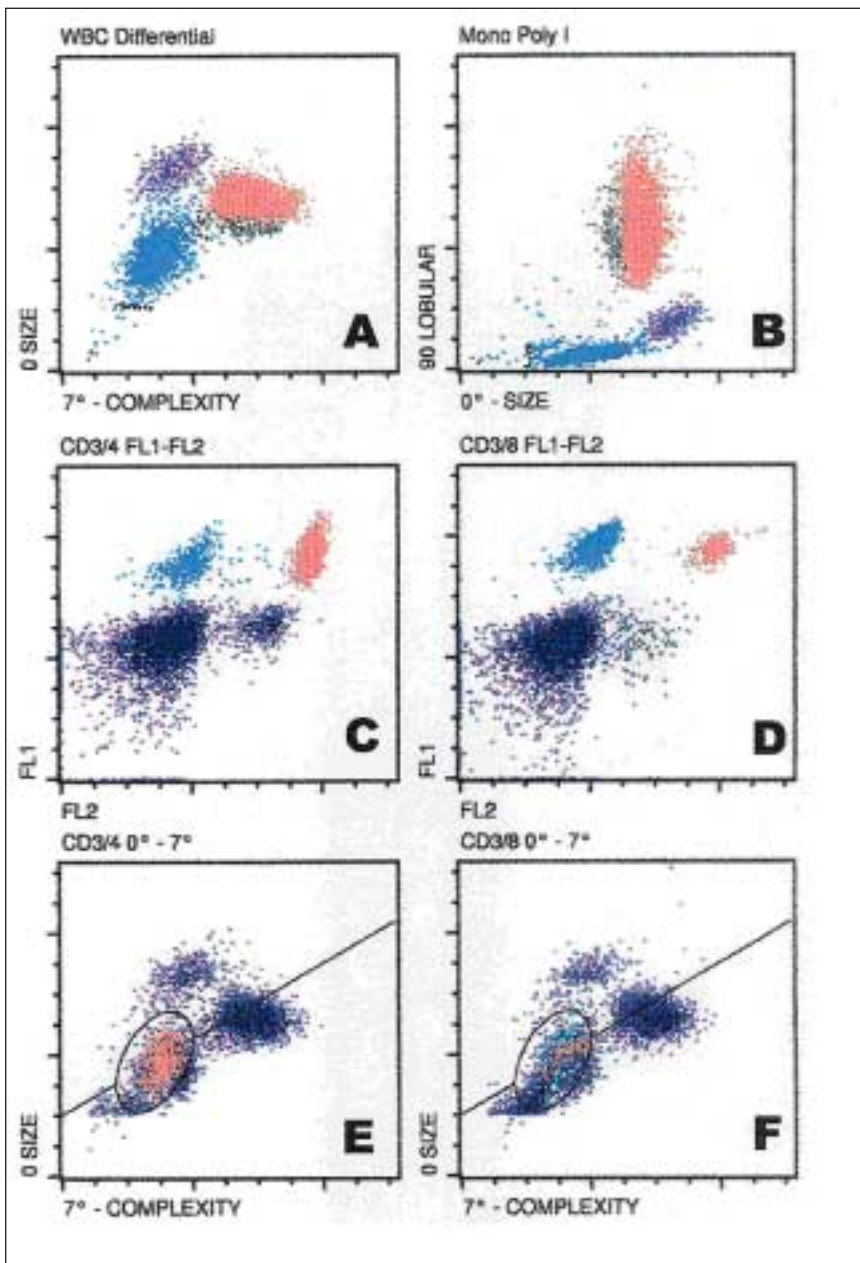 WBC Differential
0 SIZE
A
7° - COMPLEXITY
Mono Poly I
90 LOBULAR
B
0° - SIZE
CD3/4 FL1-FL2
FL1
C
FL2
CD3/8 FL1-FL2
FL1
D
FL2
CD3/4 0° - 7°
0 SIZE
E
7° - COMPLEXITY
CD3/8 0° - 7°
0 SIZE
F
7° - COMPLEXITY